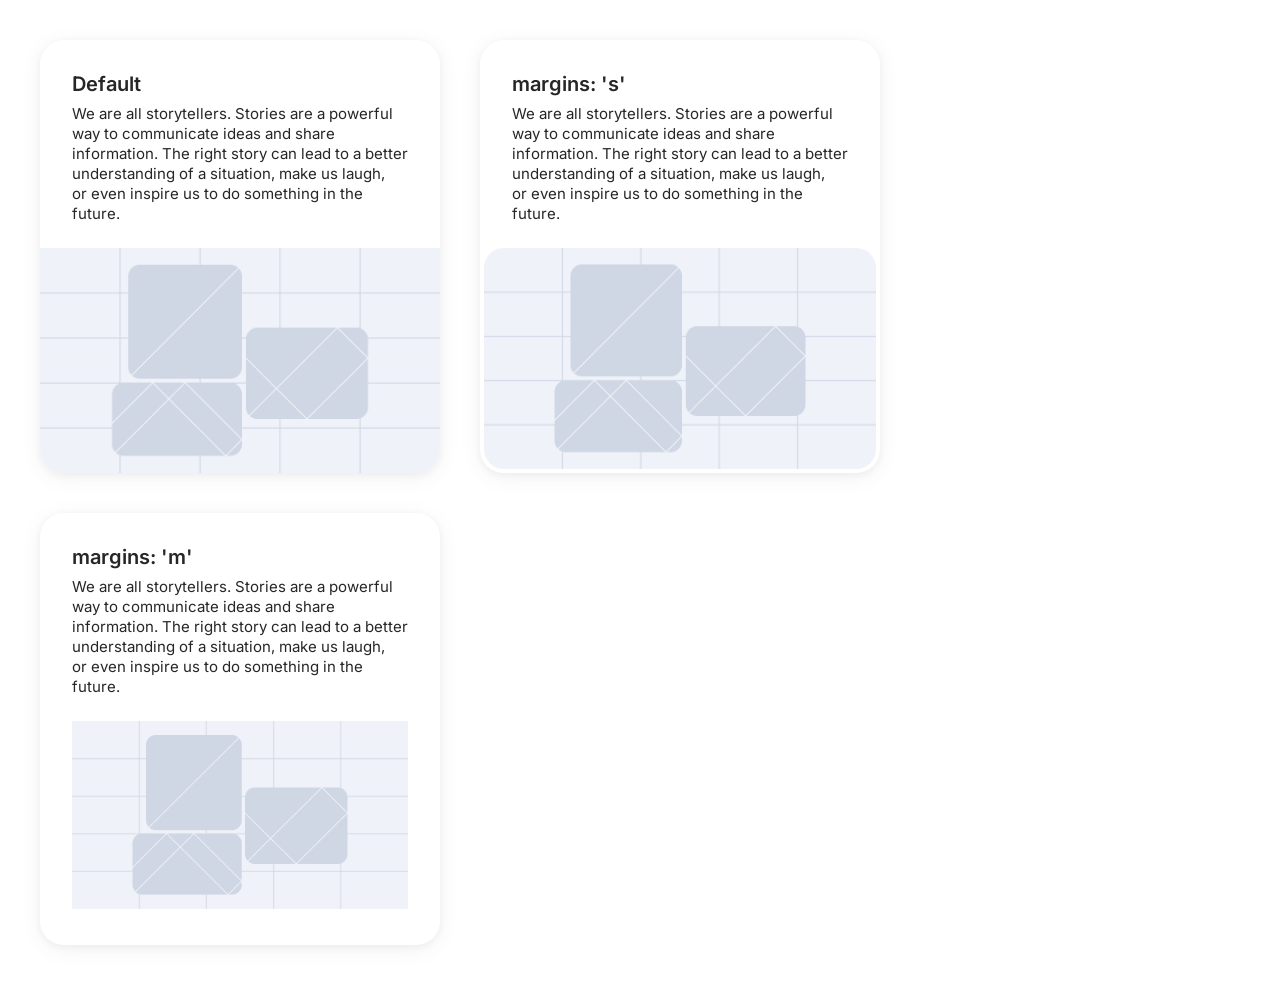 Default
We are all storytellers. Stories are a powerful
way to communicate ideas and share
information. The right story can lead to a better
understanding of a situation, make us laugh,
or even inspire us to do something in the
future.
margins: 's'
We are all storytellers. Stories are a powerful
way to communicate ideas and share
information. The right story can lead to a better
understanding of a situation, make us laugh,
or even inspire us to do something in the
future.
margins: 'm'
We are all storytellers. Stories are a powerful
way to communicate ideas and share
information. The right story can lead to a better
understanding of a situation, make us laugh,
or even inspire us to do something in the
future.